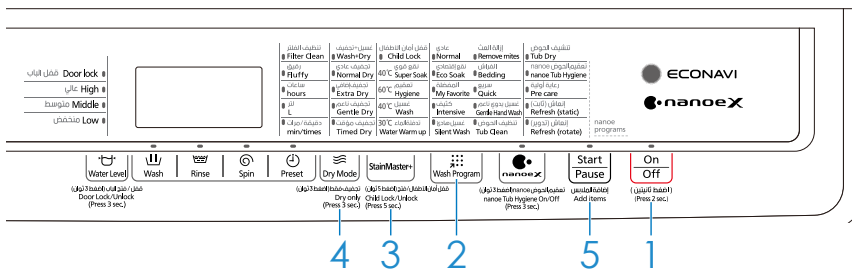 تنظيف الفلتر
Filter Clean
رقيق
Fluffy
ساعات
hours
لتر
L
دقيقة / مرات
min/times
غسيل+تجفيف
Wash+Dry
تجفيف عادي
Normal Dry
تجفيف إضافي
Extra Dry
تجفيف ناعم
Gentle Dry
تجفيف مؤقت
Timed Dry
قفل أمان الأطفال
Child Lock
نقع قوي
40°C Super Soak
تعقيم
60°C Hygiene
غسيل
40°C Wash
تدفئة الماء
30°C Water Warm up
عادي
Normal
نقع إقتصادي
Eco Soak
المفضلة
My Favorite
كثيف
Intensive
غسيل صامت
Silent Wash
إزالة العث
Remove mites
الفراش
Bedding
سريع
Quick
غسيل يدوي ناعم
Gentle Hand Wash
تنظيف الحوض
Tub Clean
تنشيف الحوض
Tub Dry
تعقيم الحوض nanoe
nanoe Tub Hygiene
رعاية أولية
Pre care
إنعاش (ثابت)
Refresh (static)
إنعاش (تدوير)
Refresh (rotate)
nanoe
programs
قفل الباب Door lock
عالي High
متوسط Middle
منخفض Low
ECONAVI
nanoe X
Water Level
Wash
Rinse
Spin
Preset
Dry Mode
StainMaster+
Wash Program
nanoe X
Start
Pause
On
Off
قفل / فتح الباب (اضغط 3 ثوان)
Door Lock/Unlock
(Press 3 sec.)
تجفيف فقط (اضغط 3 ثوان)
Dry only
(Press 3 sec.)
قفل أمان الاطفال / فتح (اضغط 5 ثوان)
Child Lock/Unlock
(Press 5 sec.)
تعقيم الحوض nanoe (اضغط 3 ثوان)
nanoe Tub Hygiene On/Off
(Press 3 sec.)
إضافة الملابس
Add items
(اضغط ثانيتين)
(Press 2 sec.)
4
3
2
5
1